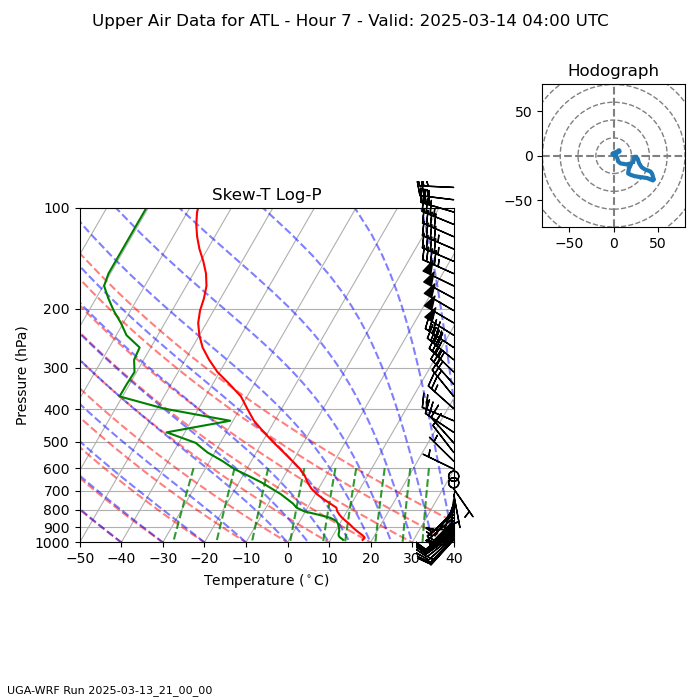 Upper Air Data for ATL - Hour 7 - Valid: 2025-03-14 04:00 UTC
Hodograph
50
0
−50
−50 0 50
Skew-T Log-P
100
200
300
400
500
600
700
800
900
1000
Pressure (hPa)
−50 −40 −30 −20 −10 0 10 20 30 40
Temperature (°C)
UGA-WRF Run 2025-03-13_21_00_00